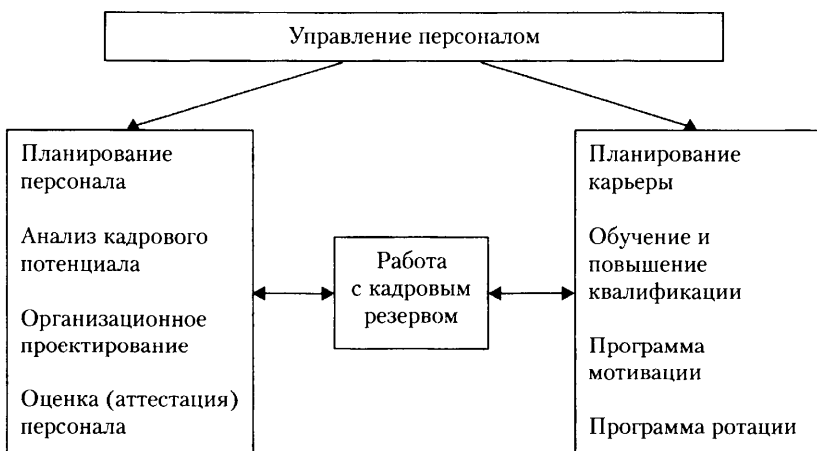 Управление персоналом
Планирование
персонала
Анализ кадрового
потенциала
Организационное
проектирование
Оценка (аттестация)
персонала
Работа
с кадровым
резервом
Планирование
карьеры
Обучение и
повышение
квалификации
Программа
мотивации
Программа ротации